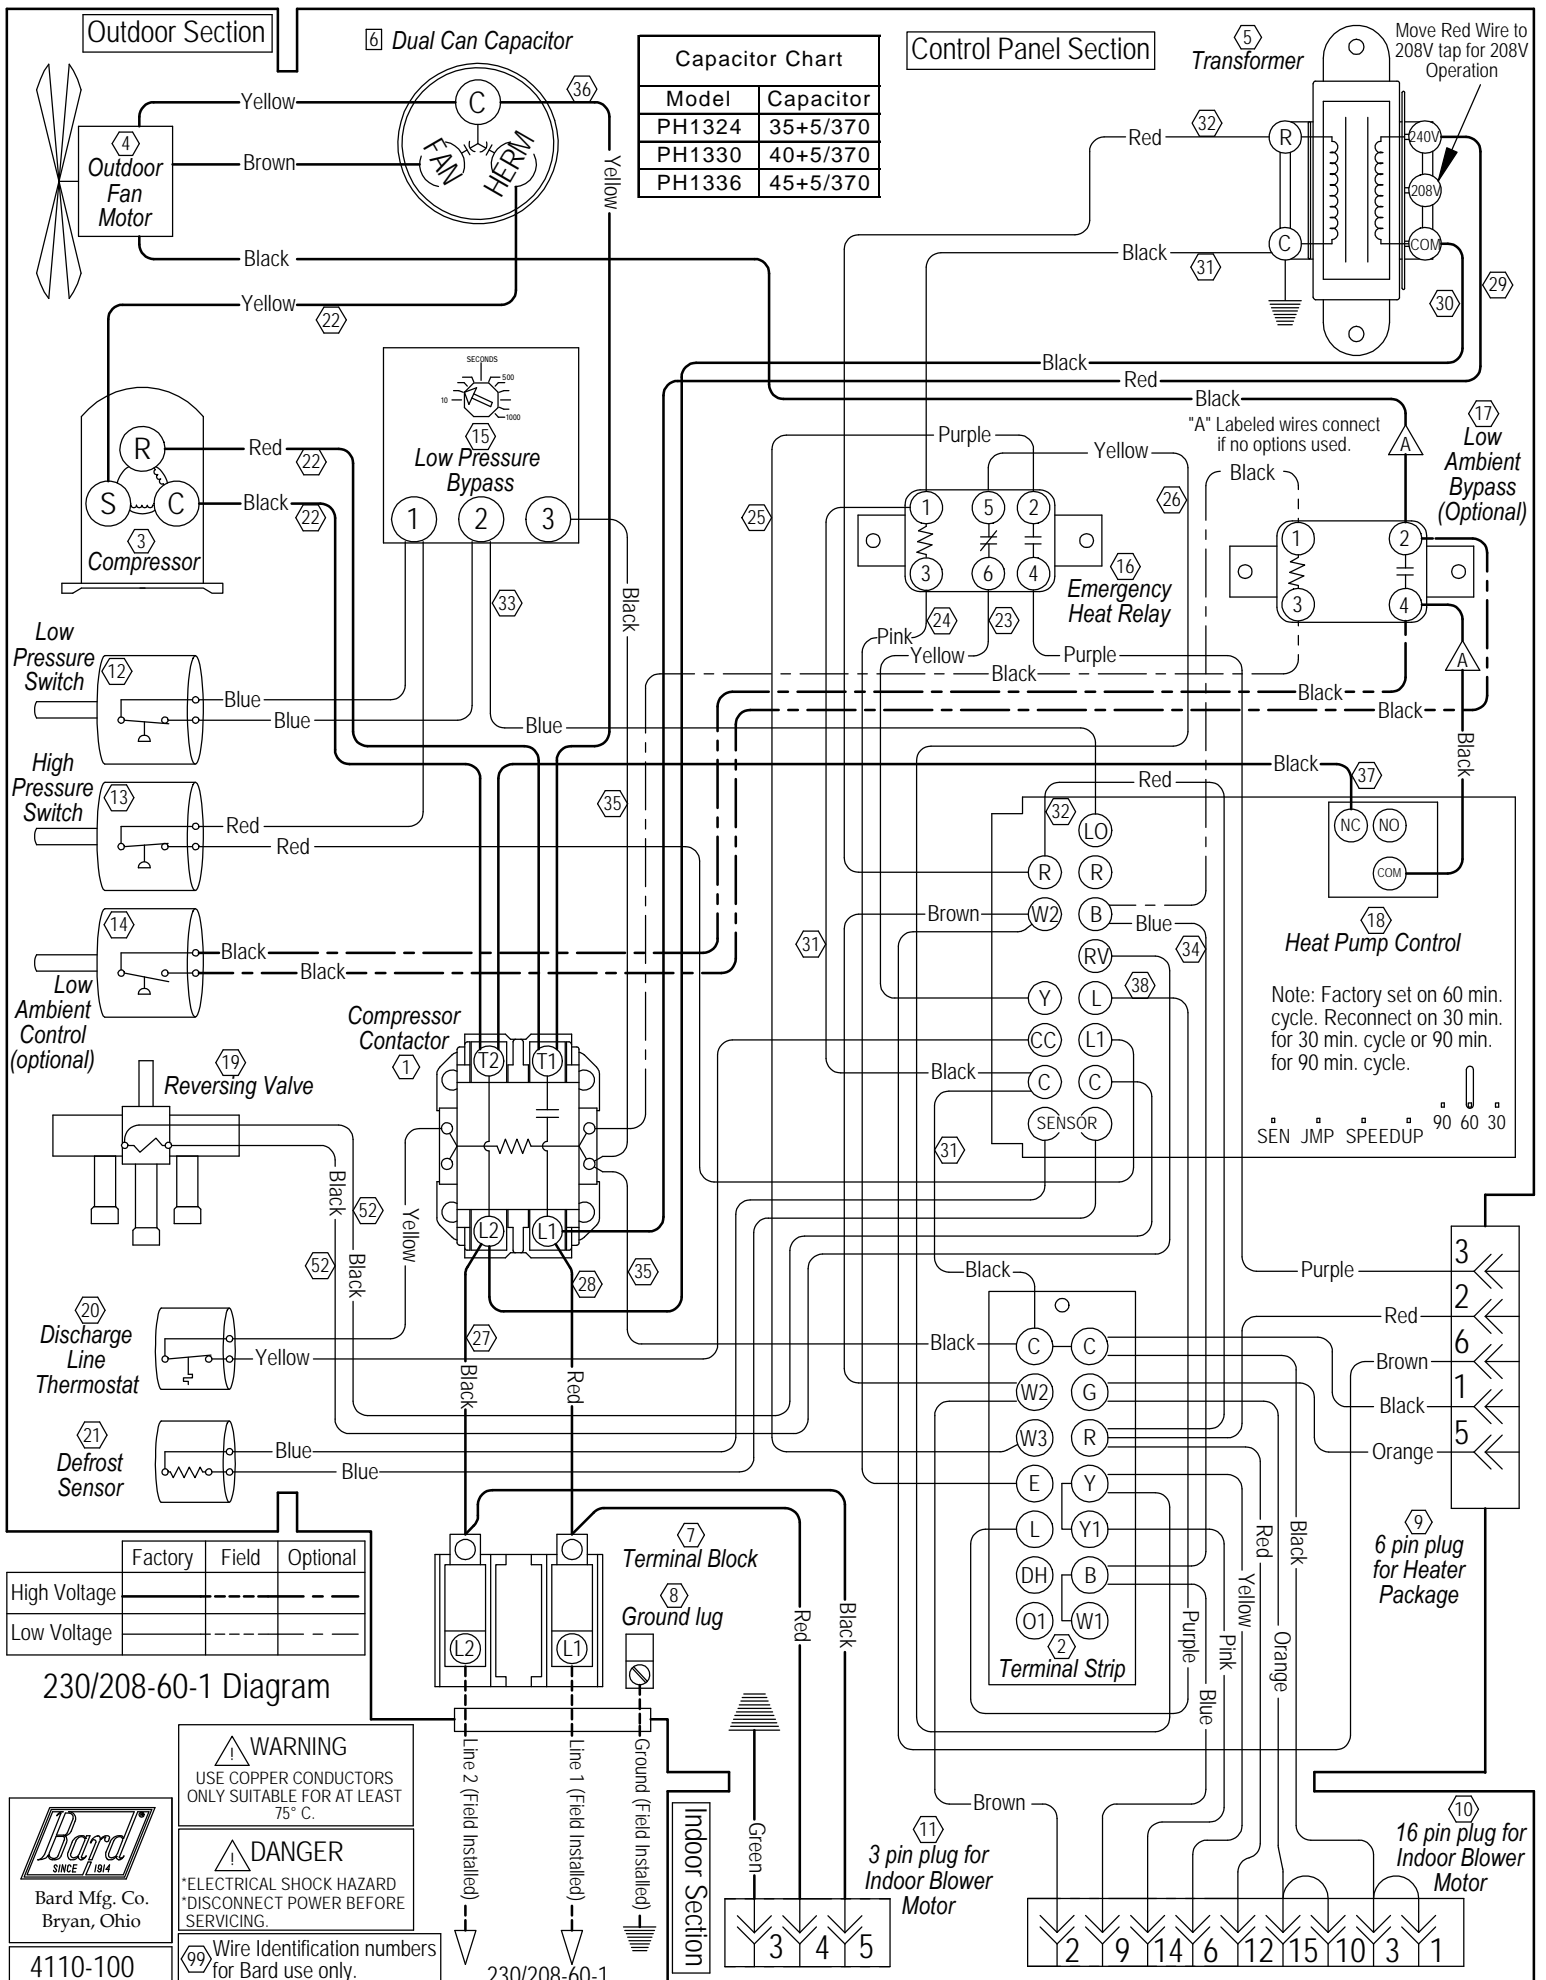 Outdoor Section
6 Dual Can Capacitor
Capacitor Chart
Model Capacitor
PH1324 35+5/370
PH1330 40+5/370
PH1336 45+5/370
Control Panel Section
5
Transformer
Move Red Wire to
208V tap for 208V
Operation
Yellow
C
36
4
Outdoor
Fan
Motor
Brown
FAN
HERM
Yellow
Red
32
R
240V
208V
C
COM
Black
Black
31
29
30
Yellow
22
Black
Red
Black
SECONDS
500
10
1000
15
Low Pressure
Bypass
1
2
3
R
S
C
Red
22
Black
22
3
Compressor
33
Black
Purple
Yellow
25
26
"A" Labeled wires connect
if no options used.
Black
A
17
Low
Ambient
Bypass
(Optional)
1
5
2
3
6
4
16
Emergency
Heat Relay
1
2
3
4
A
24
23
Pink
Yellow
Purple
Black
Black
Black
Black
Low
Pressure
Switch
12
Blue
Blue
Blue
High
Pressure
Switch
13
Red
Red
35
Black
37
Red
32
NC
NO
COM
18
Heat Pump Control
Note: Factory set on 60 min.
cycle. Reconnect on 30 min.
for 30 min. cycle or 90 min.
for 90 min. cycle.
SEN JMP SPEEDUP 90 60 30
LO
R
R
Brown
W2
B
Blue
RV
31
34
38
Y
L
CC
L1
Black
C
C
SENSOR
31
14
Black
Black
Low
Ambient
Control
(optional)
Compressor
Contactor
1
T2
T1
L2
L1
19
Reversing Valve
Black
52
Yellow
52
Black
28
35
27
Black
Red
20
Discharge
Line
Thermostat
Yellow
21
Defrost
Sensor
Blue
Blue
Black
Black
C
C
W2
G
W3
R
E
Y
L
Y1
DH
B
O1
W1
2
Terminal Strip
3
Purple
2
Red
6
Brown
1
Black
5
Orange
9
6 pin plug
for Heater
Package
Red
Black
Yellow
Purple
Pink
Orange
Blue
Factory Field Optional
High Voltage
Low Voltage
230/208-60-1 Diagram
7
Terminal Block
8
Ground lug
L2
L1
Red
Black
Line 2 (Field Installed)
Line 1 (Field Installed)
Ground (Field Installed)
WARNING
USE COPPER CONDUCTORS
ONLY SUITABLE FOR AT LEAST
75° C.
DANGER
*ELECTRICAL SHOCK HAZARD
*DISCONNECT POWER BEFORE
SERVICING.
99 Wire Identification numbers
for Bard use only.
Bard
SINCE 1914
Bard Mfg. Co.
Bryan, Ohio
4110-100
230/208-60-1
Indoor Section
Green
11
3 pin plug for
Indoor Blower
Motor
3 4 5
Brown
10
16 pin plug for
Indoor Blower
Motor
2 9 14 6 12 15 10 3 1